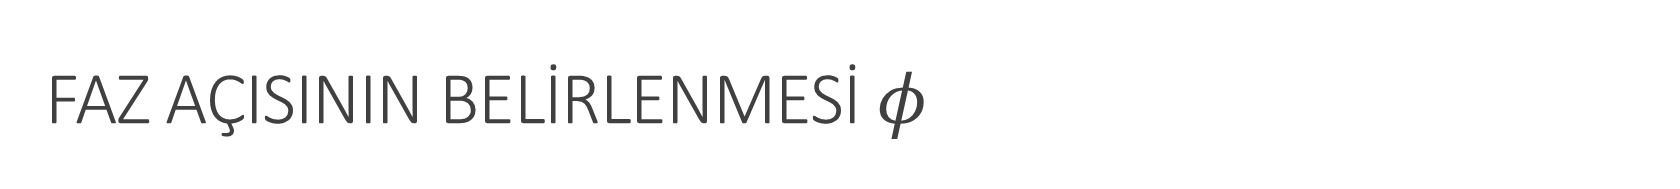 FAZ AÇISININ BELİRLENMESİ ϕ